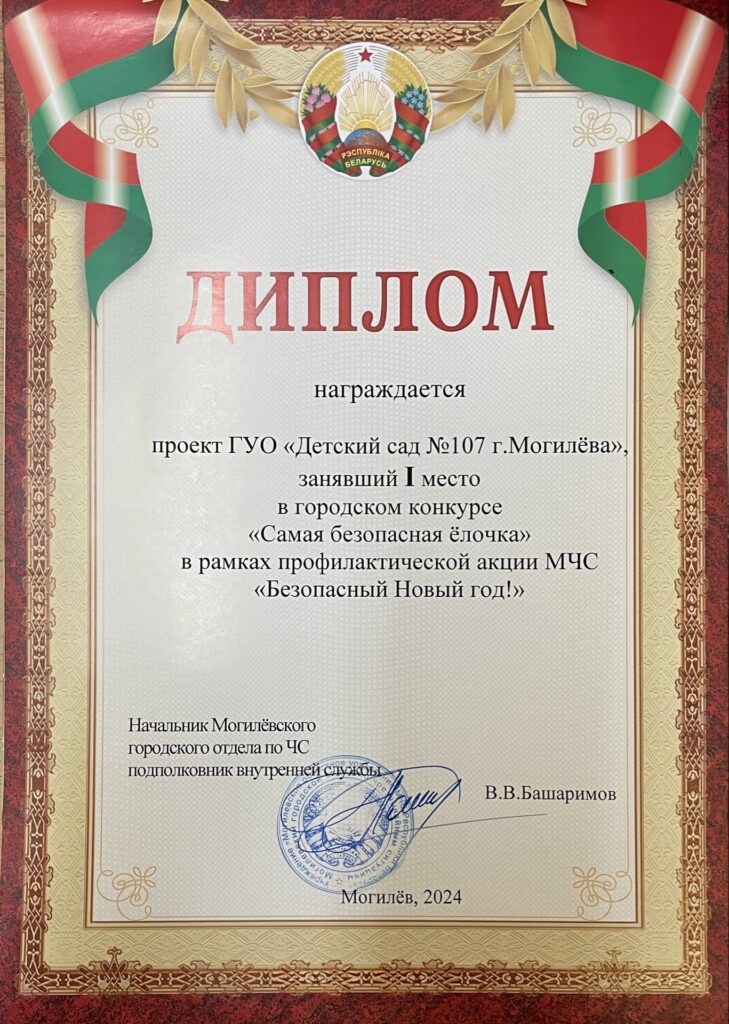 РЭСПУБЛІКА
БЕЛАРУСЬ
ДИПЛОМ
награждается
проект ГУО «Детский сад №107 г.Могилёва»,
занявший I место
в городском конкурсе
«Самая безопасная ёлочка»
в рамках профилактической акции МЧС
«Безопасный Новый год!»
Начальник Могилёвского
городского отдела по ЧС
подполковник внутренней службы
В.В.Башаримов
Могилёв, 2024